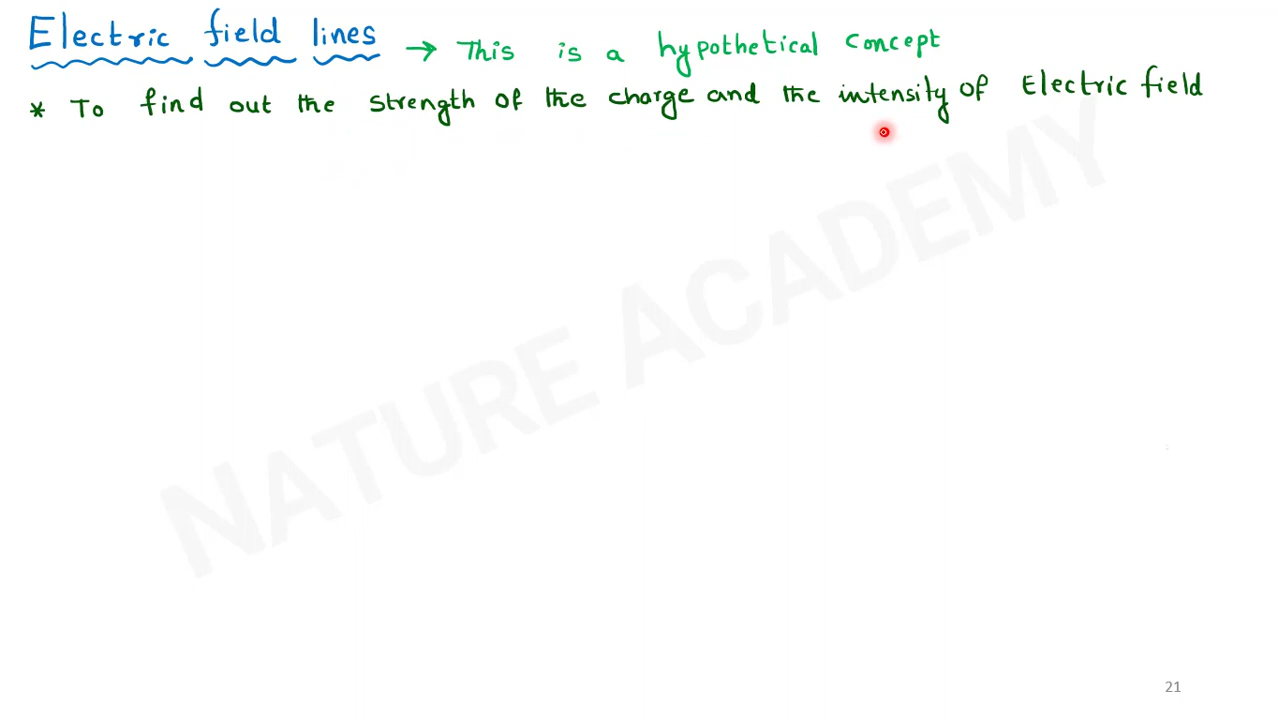 Electric field lines → This is a hypothetical concept
* To find out the strength of the charge and the intensity of Electric field
NATURE ACADEMY
21